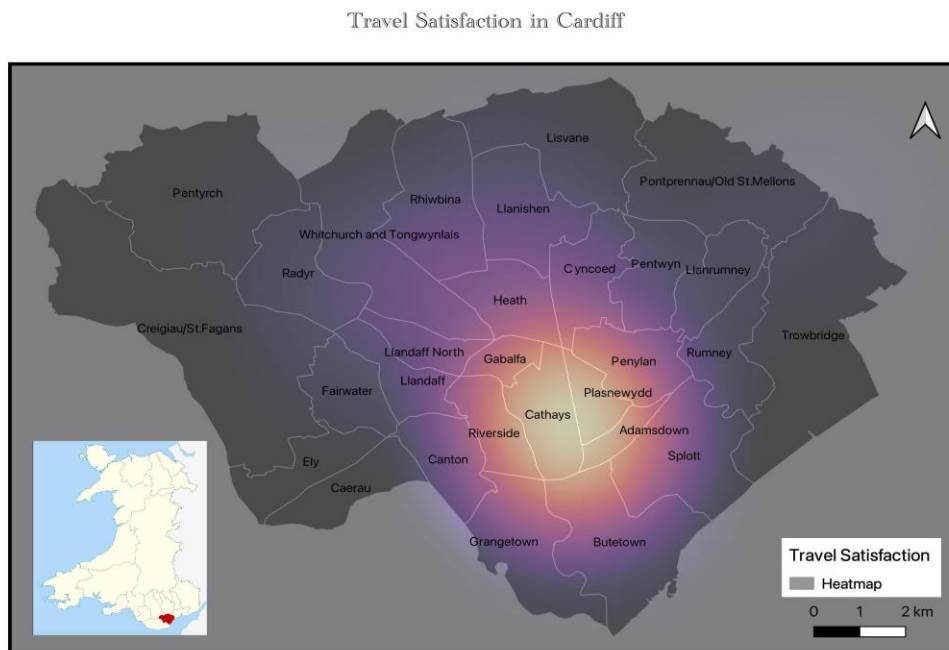 Travel Satisfaction in Cardiff
Lisvane
Pentyrch
Pontprennau/Old St.Mellons
Rhiwbina
Llanishen
Whitchurch and Tongwynlais
Radyr
Cyncoed
Pentwyn
Llanrumney
Heath
Creigiau/St.Fagans
Trowbridge
Llandaff North
Gabalfa
Penylan
Rumney
Llandaff
Fairwater
Plasnewydd
Cathays
Riverside
Adamsdown
Ely
Canton
Splott
Caerau
Grangetown
Butetown
Travel Satisfaction
Heatmap
0 1 2 km